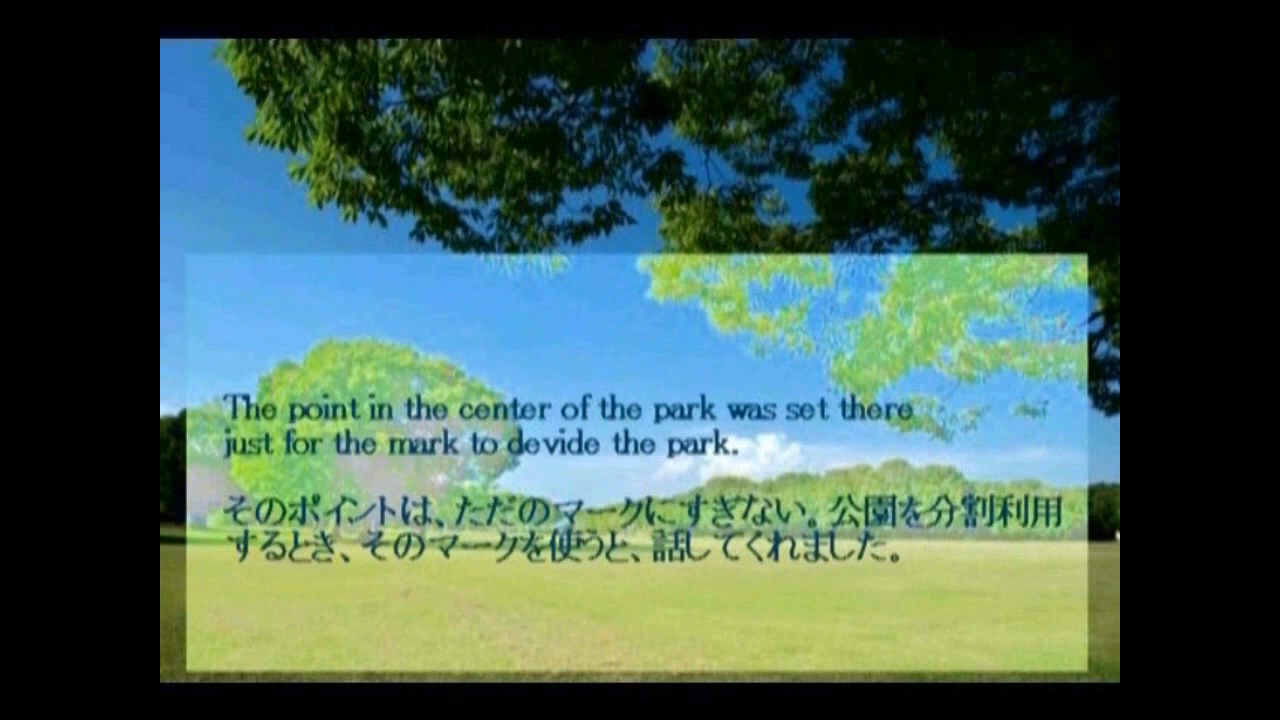 The point in the center of the park was set there
just for the mark to devide the park.
そのポイントは、ただのマークにすぎない。公園を分割利用
するとき、そのマークを使うと、話してくれました。